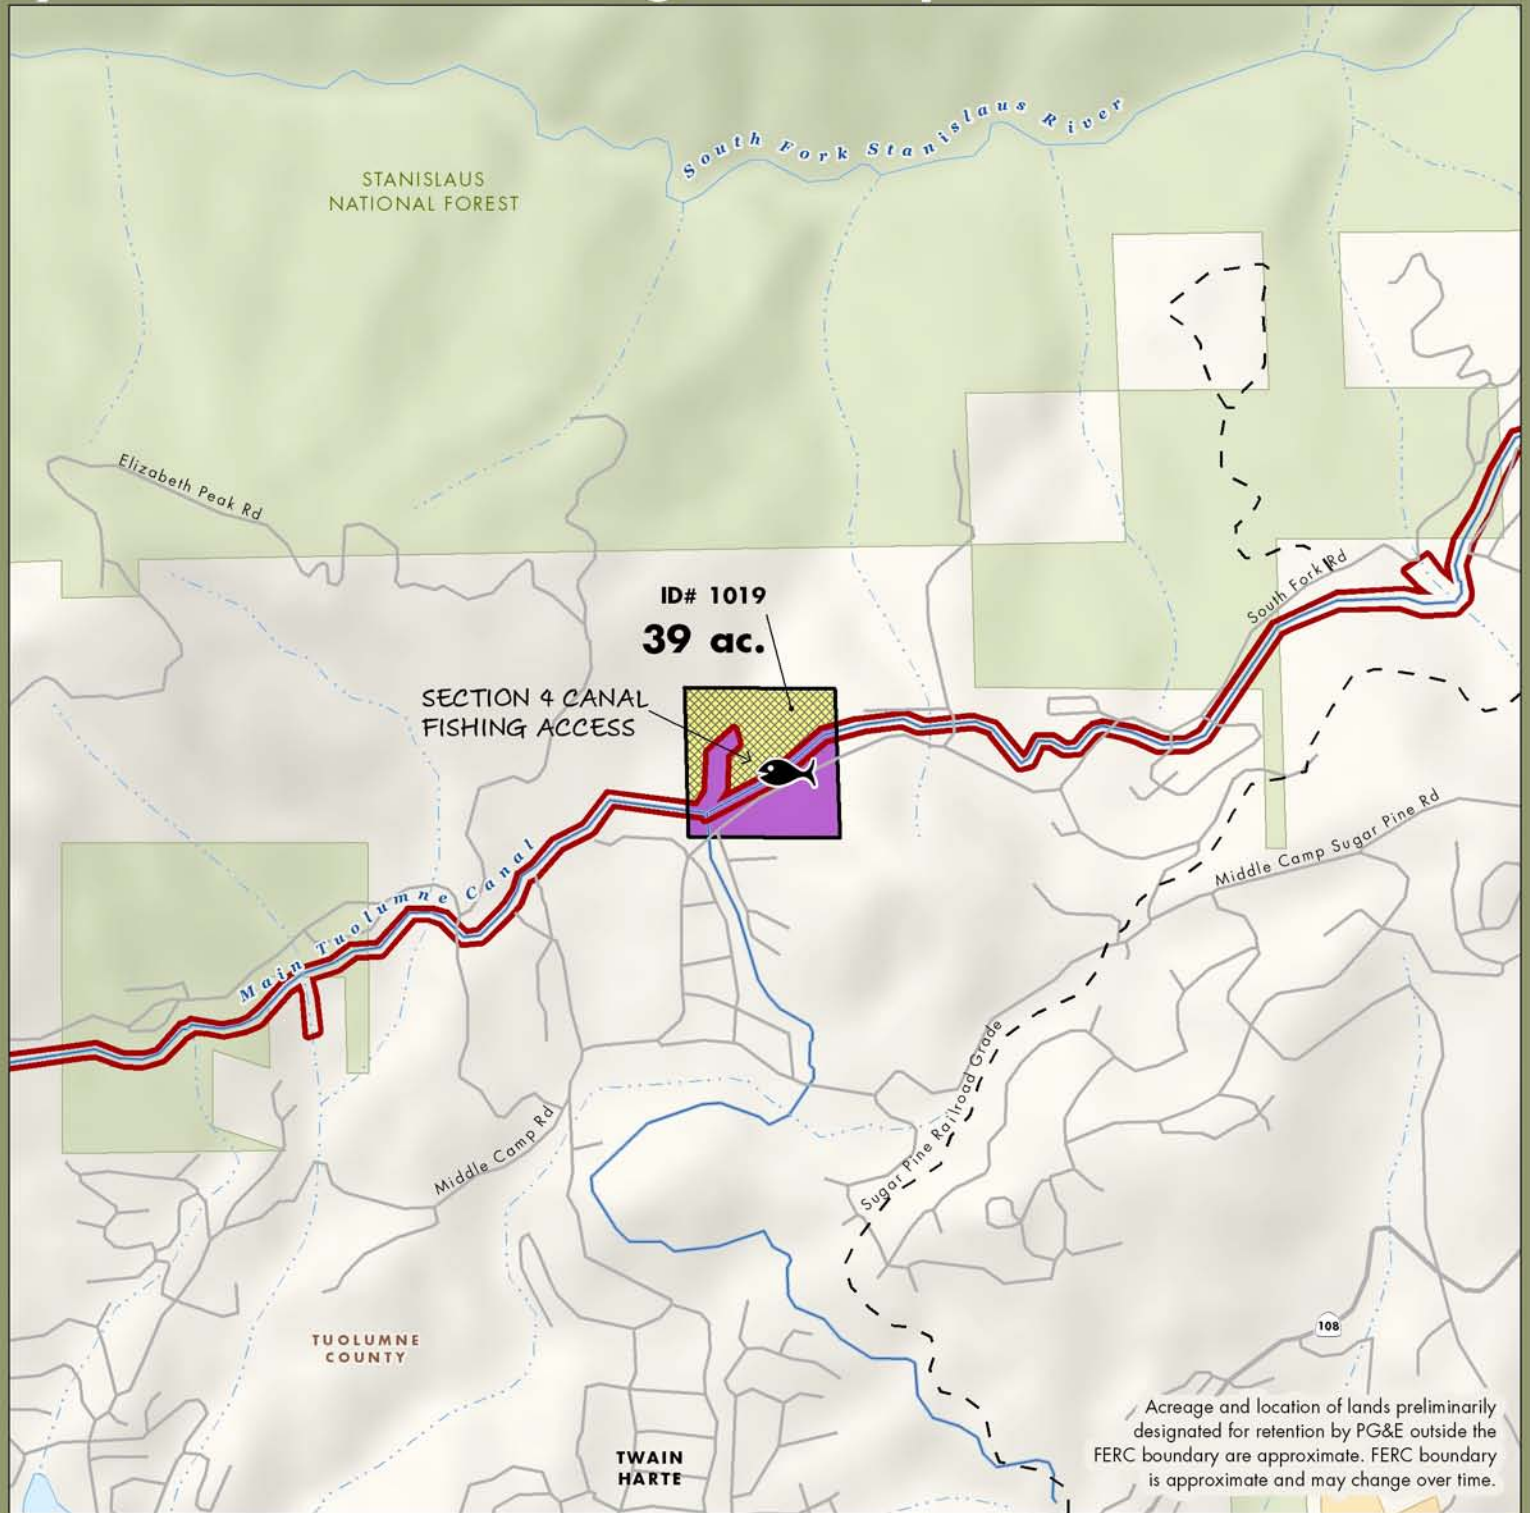 South Fork Stanislaus River
STANISLAUS
NATIONAL FOREST
Elizabeth Peak Rd
South Fork Rd
ID# 1019
39 ac.
SECTION 4 CANAL
FISHING ACCESS
Middle Camp Sugar Pine Rd
Main Tuolumne Canal
Sugar Pine Railroad Grade
Middle Camp Rd
TUOLUMNE
COUNTY
108
TWAIN
HARTE
Acreage and location of lands preliminarily
designated for retention by PG&E outside the
FERC boundary are approximate. FERC boundary
is approximate and may change over time.